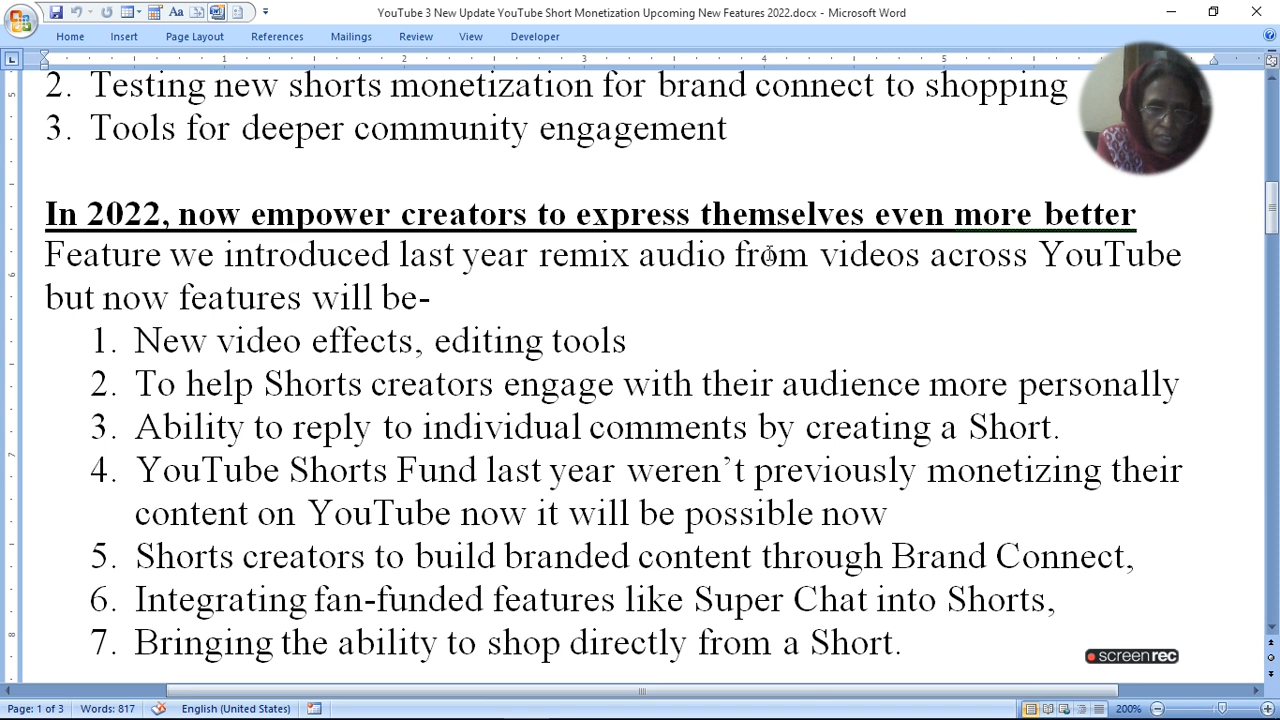 YouTube 3 New Update YouTube Short Monetization Upcoming New Features 2022.docx - Microsoft Word
Home Insert Page Layout References Mailings Review View Developer
1 2 3 4 5
2. Testing new shorts monetization for brand connect to shopping
3. Tools for deeper community engagement
In 2022, now empower creators to express themselves even more better
Feature we introduced last year remix audio from videos across YouTube
but now features will be-
1. New video effects, editing tools
2. To help Shorts creators engage with their audience more personally
3. Ability to reply to individual comments by creating a Short.
4. YouTube Shorts Fund last year weren’t previously monetizing their
content on YouTube now it will be possible now
5. Shorts creators to build branded content through Brand Connect,
6. Integrating fan-funded features like Super Chat into Shorts,
7. Bringing the ability to shop directly from a Short.
screenrec
Page: 1 of 3 Words: 817 English (United States) 200%